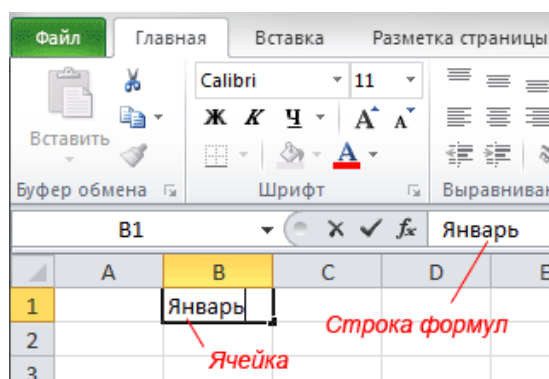 Файл Главная Вставка Разметка страницы
Calibri 11
Вставить Ж К Ч А А
А
Буфер обмена Шрифт
B1 fx Январь
A B C D E
1 Январь
Строка формул
2
Ячейка
3